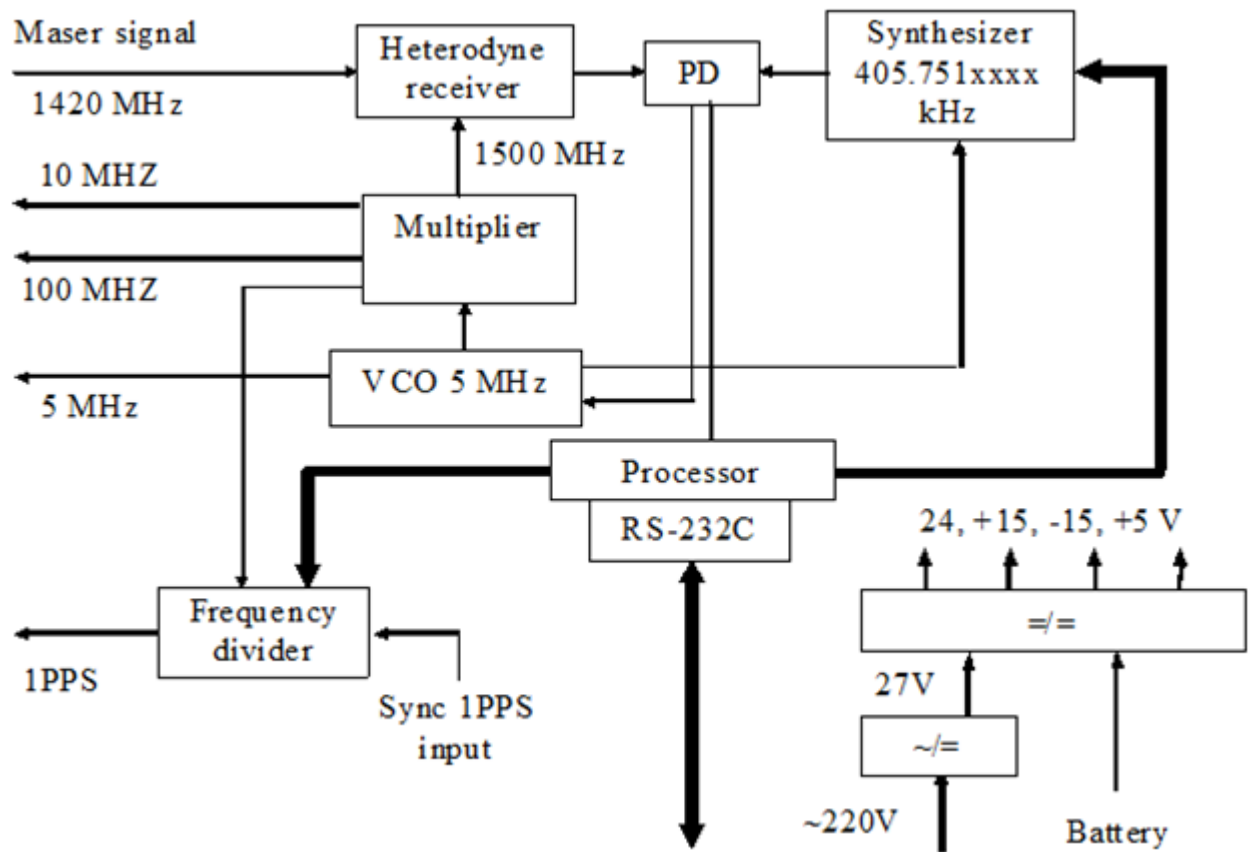 Maser signal
1420 MHz
Heterodyne
receiver
PD
Synthesizer
405.751xxxx
kHz
1500 MHz
10 MHZ
Multiplier
100 MHZ
VCO 5 MHz
5 MHz
Processor
RS-232C
24, +15, -15, +5 V
Frequency
divider
=/=
1PPS
27V
Sync 1PPS
input
~/=
~220V
Battery